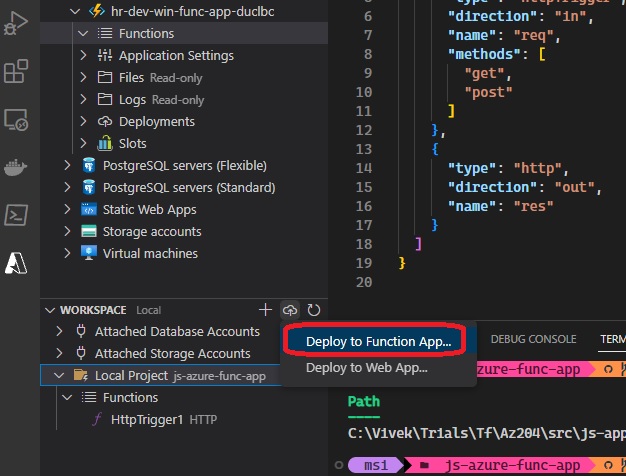 hr-dev-win-func-app-duclbc
Functions
Application Settings
Files Read-only
Logs Read-only
Deployments
Slots
PostgreSQL servers (Flexible)
PostgreSQL servers (Standard)
Static Web Apps
Storage accounts
Virtual machines
WORKSPACE Local
Attached Database Accounts
Attached Storage Accounts
Local Project js-azure-func-app
Functions
HttpTrigger1 HTTP
Deploy to Function App...
Deploy to Web App...
6 "direction": "in",
7 "name": "req",
8 "methods": [
9 "get",
10 "post"
11 ]
12 },
13 {
14 "type": "http",
15 "direction": "out",
16 "name": "res"
17 }
18 ]
19 }
20
DEBUG CONSOLE
azure-func-app
Path
----
C:\Vivek\Tr1als\Tf\Az204\src\js-app
msi js-azure-func-app